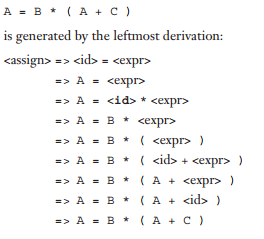 A = B * ( A + C )
is generated by the leftmost derivation:
<assign> => <id> = <expr>
=> A = <expr>
=> A = <id> * <expr>
=> A = B * <expr>
=> A = B * ( <expr> )
=> A = B * ( <id> + <expr> )
=> A = B * ( A + <expr> )
=> A = B * ( A + <id> )
=> A = B * ( A + C )